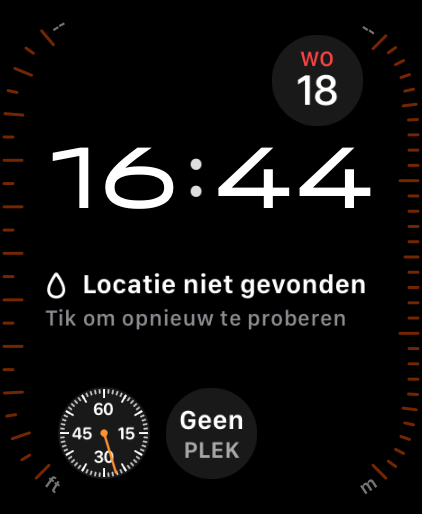 --
--
WO
18
16:44
Locatie niet gevonden
Tik om opnieuw te proberen
60
45
15
30
Geen
PLEK
ft
m